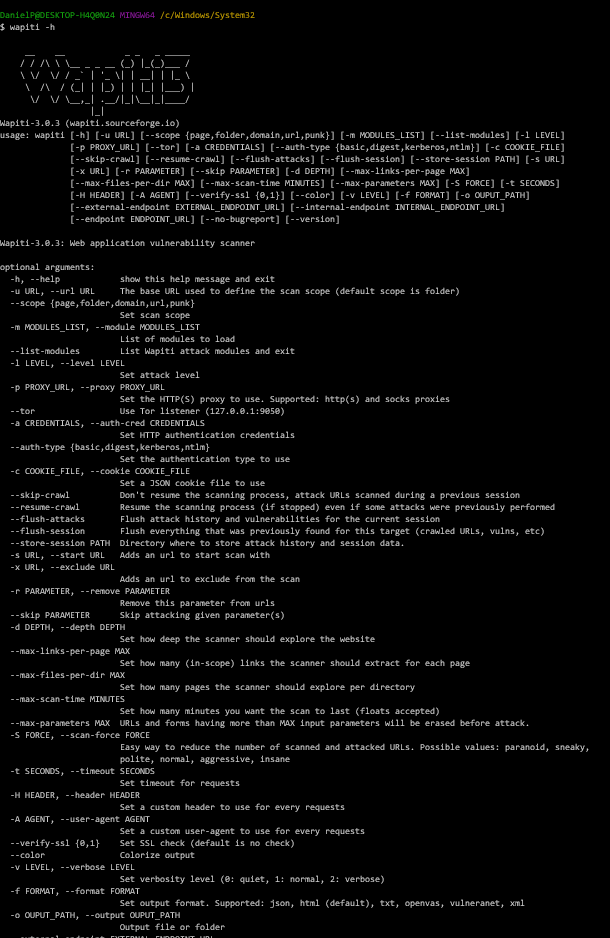 DanielP@DESKTOP-H4Q0N24 MINGW64 /c/Windows/System32
$ wapiti -h
Wapiti-3.0.3 (wapiti.sourceforge.io)
usage: wapiti [-h] [-u URL] [--scope {page,folder,domain,url,punk}] [-m MODULES_LIST] [--list-modules] [-l LEVEL]
[-p PROXY_URL] [--tor] [-a CREDENTIALS] [--auth-type {basic,digest,kerberos,ntlm}] [-c COOKIE_FILE]
[--skip-crawl] [--resume-crawl] [--flush-attacks] [--flush-session] [--store-session PATH] [-s URL]
[-x URL] [-r PARAMETER] [--skip PARAMETER] [-d DEPTH] [--max-links-per-page MAX]
[--max-files-per-dir MAX] [--max-scan-time MINUTES] [--max-parameters MAX] [-S FORCE] [-t SECONDS]
[-H HEADER] [-A AGENT] [--verify-ssl {0,1}] [--color] [-v LEVEL] [-f FORMAT] [-o OUPUT_PATH]
[--external-endpoint EXTERNAL_ENDPOINT_URL] [--internal-endpoint INTERNAL_ENDPOINT_URL]
[--endpoint ENDPOINT_URL] [--no-bugreport] [--version]
Wapiti-3.0.3: Web application vulnerability scanner
optional arguments:
-h, --help show this help message and exit
-u URL, --url URL The base URL used to define the scan scope (default scope is folder)
--scope {page,folder,domain,url,punk}
Set scan scope
-m MODULES_LIST, --module MODULES_LIST
List of modules to load
--list-modules List Wapiti attack modules and exit
-l LEVEL, --level LEVEL
Set attack level
-p PROXY_URL, --proxy PROXY_URL
Set the HTTP(S) proxy to use. Supported: http(s) and socks proxies
--tor Use Tor listener (127.0.0.1:9050)
-a CREDENTIALS, --auth-cred CREDENTIALS
Set HTTP authentication credentials
--auth-type {basic,digest,kerberos,ntlm}
Set the authentication type to use
-c COOKIE_FILE, --cookie COOKIE_FILE
Set a JSON cookie file to use
--skip-crawl Don't resume the scanning process, attack URLs scanned during a previous session
--resume-crawl Resume the scanning process (if stopped) even if some attacks were previously performed
--flush-attacks Flush attack history and vulnerabilities for the current session
--flush-session Flush everything that was previously found for this target (crawled URLs, vulns, etc)
--store-session PATH Directory where to store attack history and session data.
-s URL, --start URL Adds an url to start scan with
-x URL, --exclude URL
Adds an url to exclude from the scan
-r PARAMETER, --remove PARAMETER
Remove this parameter from urls
--skip PARAMETER Skip attacking given parameter(s)
-d DEPTH, --depth DEPTH
Set how deep the scanner should explore the website
--max-links-per-page MAX
Set how many (in-scope) links the scanner should extract for each page
--max-files-per-dir MAX
Set how many pages the scanner should explore per directory
--max-scan-time MINUTES
Set how many minutes you want the scan to last (floats accepted)
--max-parameters MAX URLs and forms having more than MAX input parameters will be erased before attack.
-S FORCE, --scan-force FORCE
Easy way to reduce the number of scanned and attacked URLs. Possible values: paranoid, sneaky,
polite, normal, aggressive, insane
-t SECONDS, --timeout SECONDS
Set timeout for requests
-H HEADER, --header HEADER
Set a custom header to use for every requests
-A AGENT, --user-agent AGENT
Set a custom user-agent to use for every requests
--verify-ssl {0,1} Set SSL check (default is no check)
--color Colorize output
-v LEVEL, --verbose LEVEL
Set verbosity level (0: quiet, 1: normal, 2: verbose)
-f FORMAT, --format FORMAT
Set output format. Supported: json, html (default), txt, openvas, vulneranet, xml
-o OUPUT_PATH, --output OUPUT_PATH
Output file or folder
--external-endpoint EXTERNAL_ENDPOINT_URL